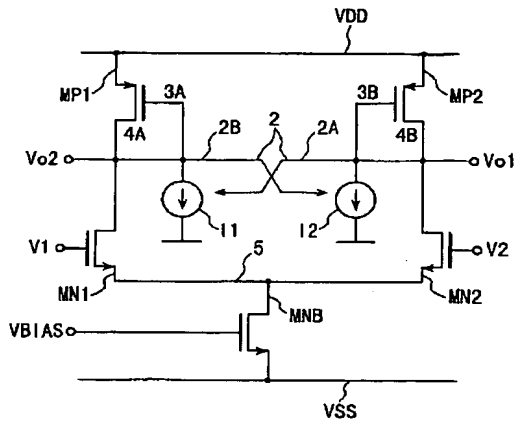 VDD
MP1 3A 3B MP2
4A 2B 2 2A 4B
Vo2 Vo1
I1 I2
V1 V2
5
MN1 MNB MN2
VBIAS
VSS